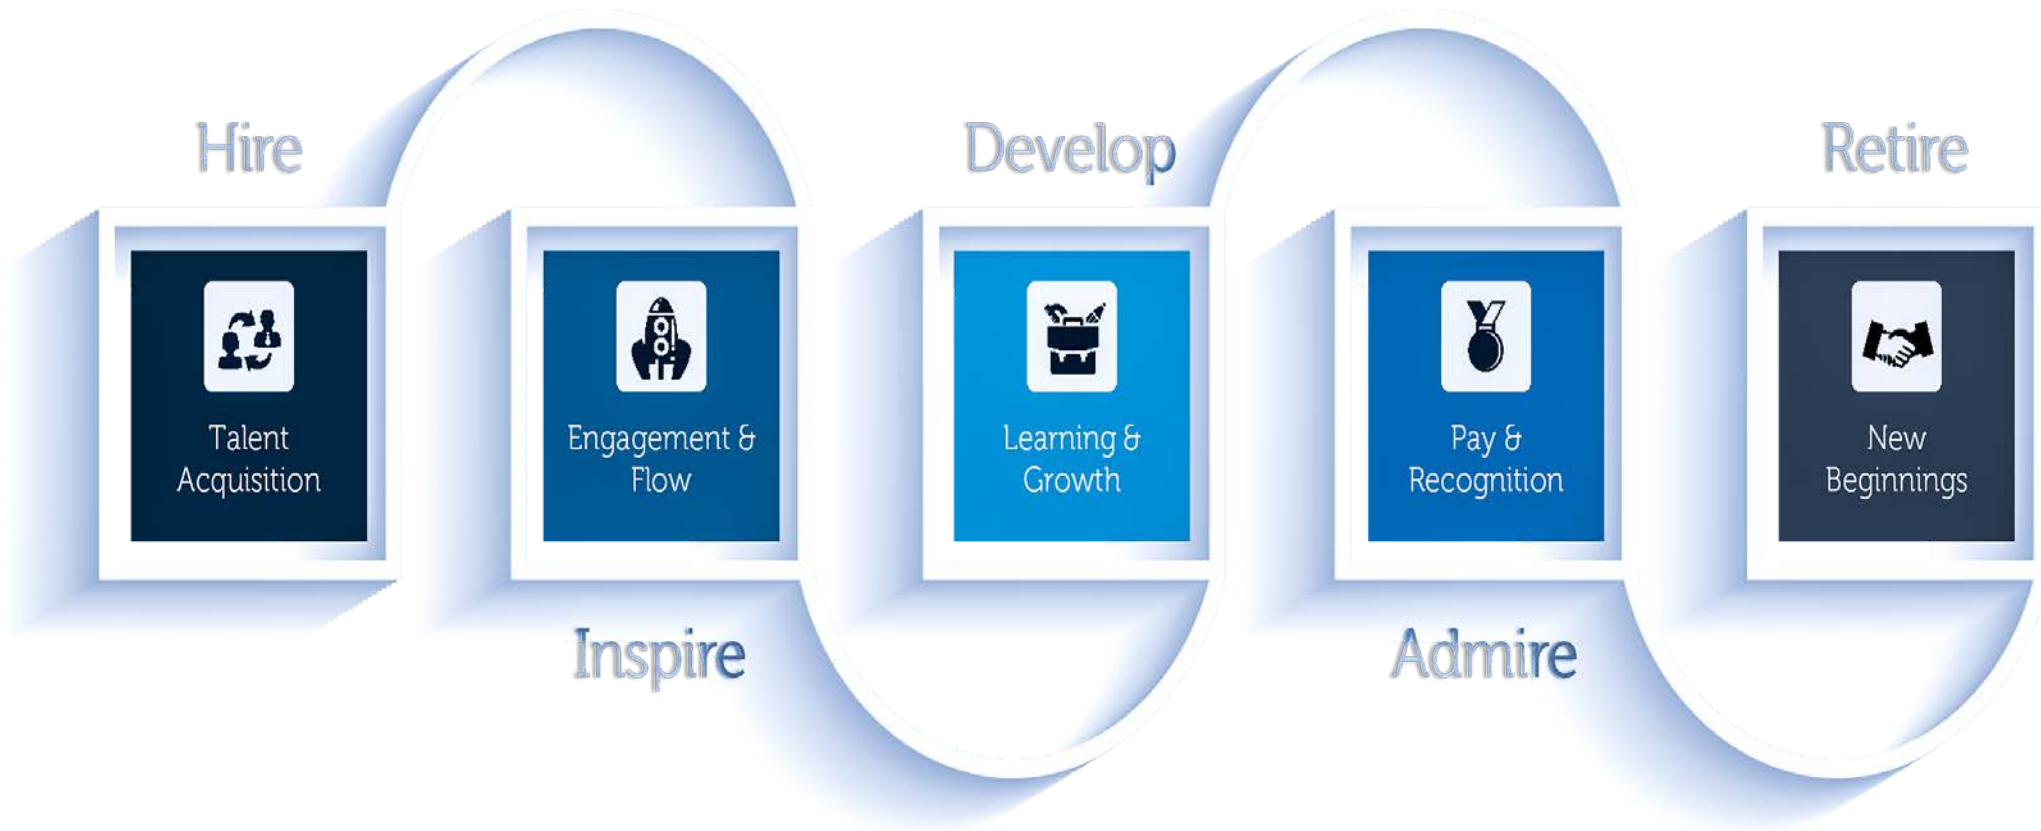 Hire
Develop
Retire
Talent
Acquisition
Engagement &
Flow
Learning &
Growth
Pay &
Recognition
New
Beginnings
Inspire
Admire